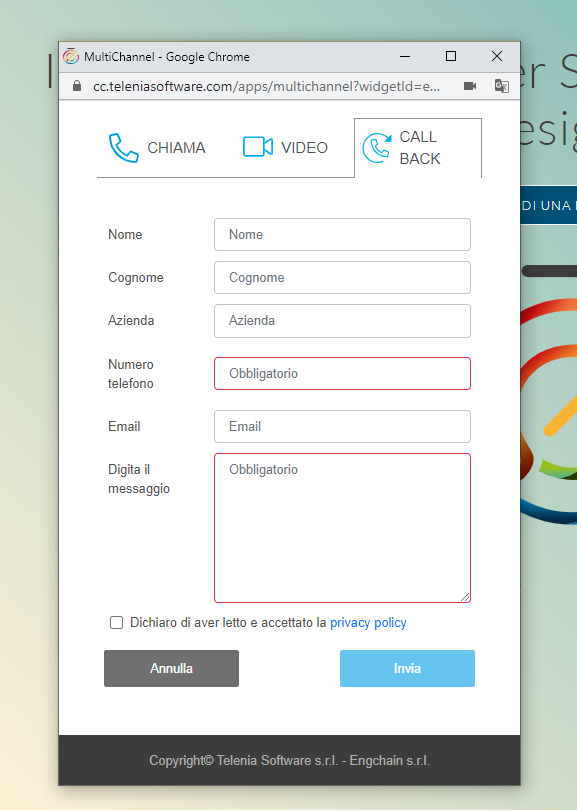 MultiChannel - Google Chrome
cc.teleniasoftware.com/apps/multichannel?widgetId=e...
CHIAMA
VIDEO
CALL
BACK
Nome
Nome
Cognome
Cognome
Azienda
Azienda
Numero
telefono
Obbligatorio
Email
Email
Digita il
messaggio
Obbligatorio
Dichiaro di aver letto e accettato la privacy policy
Annulla
Invia
Copyright© Telenia Software s.r.l. - Engchain s.r.l.
DI UNA